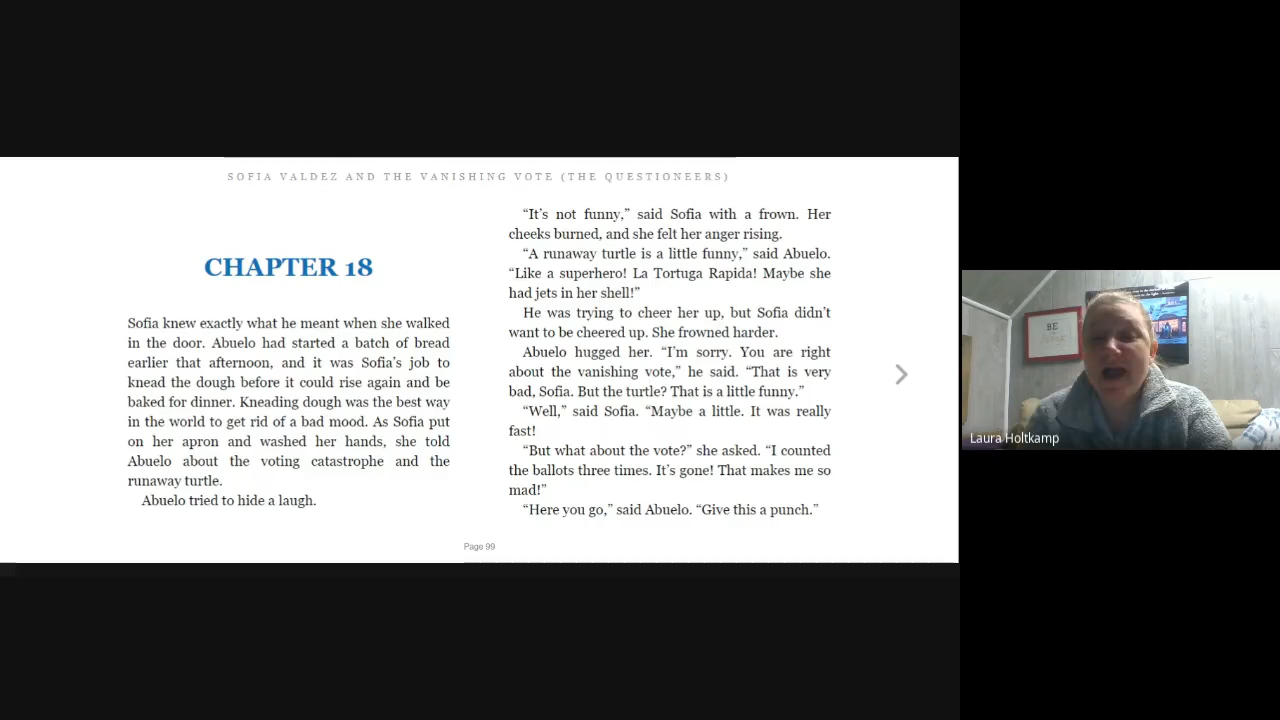 SOFIA VALDEZ AND THE VANISHING VOTE (THE QUESTIONEERS)
CHAPTER 18
Sofia knew exactly what he meant when she walked
in the door. Abuelo had started a batch of bread
earlier that afternoon, and it was Sofia’s job to
knead the dough before it could rise again and be
baked for dinner. Kneading dough was the best way
in the world to get rid of a bad mood. As Sofia put
on her apron and washed her hands, she told
Abuelo about the voting catastrophe and the
runaway turtle.
Abuelo tried to hide a laugh.
“It’s not funny,” said Sofia with a frown. Her
cheeks burned, and she felt her anger rising.
“A runaway turtle is a little funny,” said Abuelo.
“Like a superhero! La Tortuga Rapida! Maybe she
had jets in her shell!”
He was trying to cheer her up, but Sofia didn’t
want to be cheered up. She frowned harder.
Abuelo hugged her. “I’m sorry. You are right
about the vanishing vote,” he said. “That is very
bad, Sofia. But the turtle? That is a little funny.”
“Well,” said Sofia. “Maybe a little. It was really
fast!
“But what about the vote?” she asked. “I counted
the ballots three times. It’s gone! That makes me so
mad!”
“Here you go,” said Abuelo. “Give this a punch.”
Page 99
BE
Laura Holtkamp